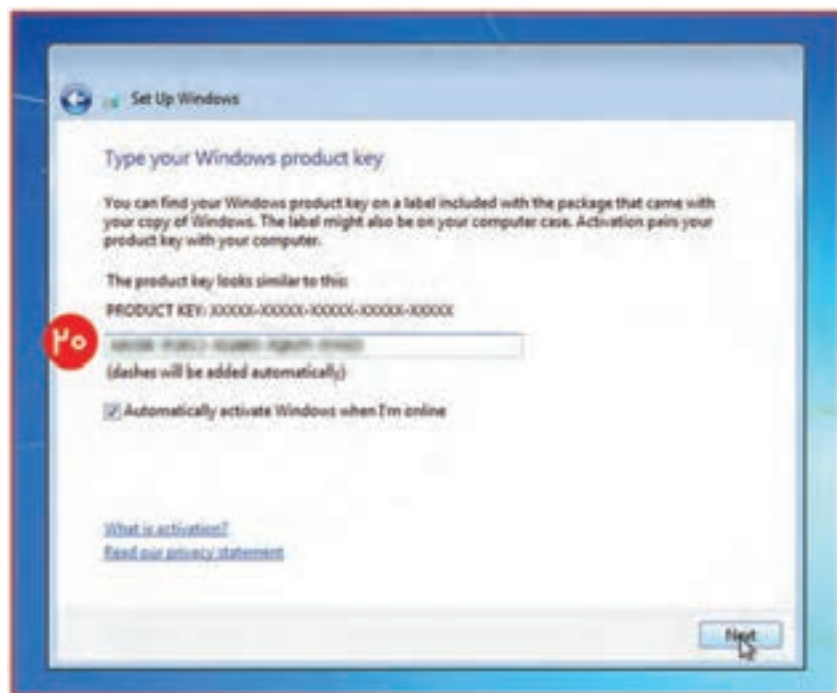 Set Up Windows
Type your Windows product key
You can find your Windows product key on a label included with the package that came with
your copy of Windows. The label might also be on your computer case. Activation pairs your
product key with your computer.
The product key looks similar to this:
PRODUCT KEY: XXXXX-XXXXX-XXXXX-XXXXX-XXXXX
۲۰
(dashes will be added automatically)
Automatically activate Windows when I'm online
What is activation?
Read our privacy statement
Next